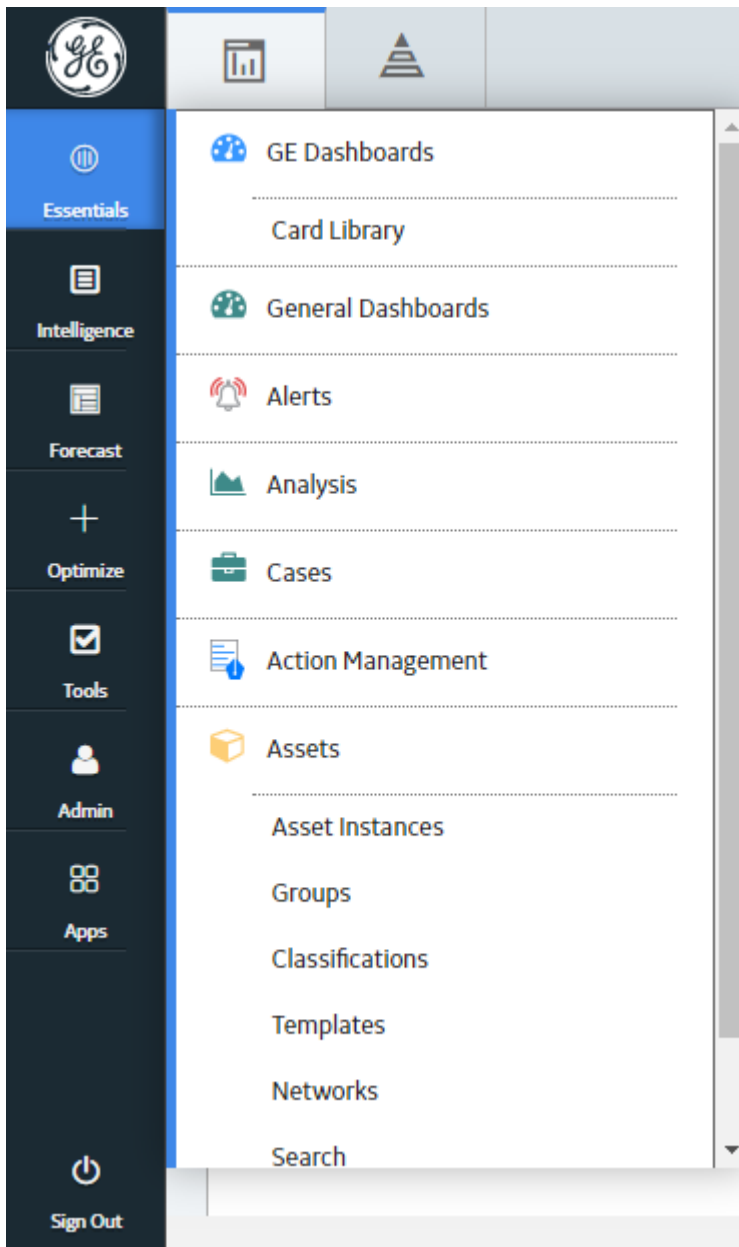 GE
Essentials
Intelligence
Forecast
Optimize
Tools
Admin
Apps
Sign Out
GE Dashboards
Card Library
General Dashboards
Alerts
Analysis
Cases
Action Management
Assets
Asset Instances
Groups
Classifications
Templates
Networks
Search